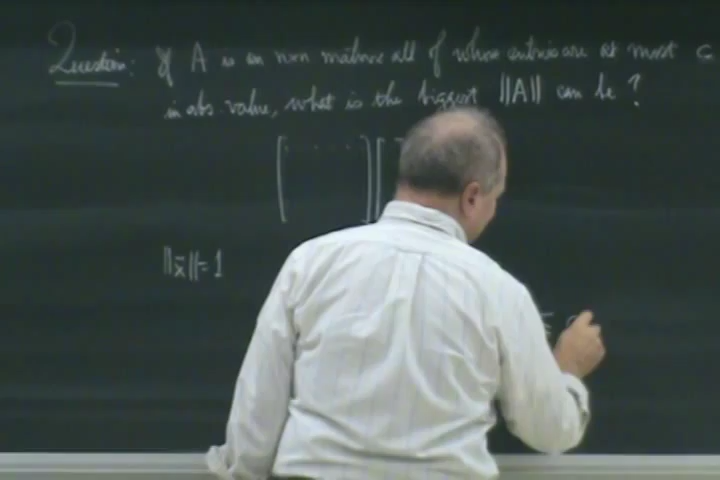 Question: If A is an nxn matrix all of whose entries are at most c
in abs. value, what is the biggest ||A|| can be?
||x̄||=1